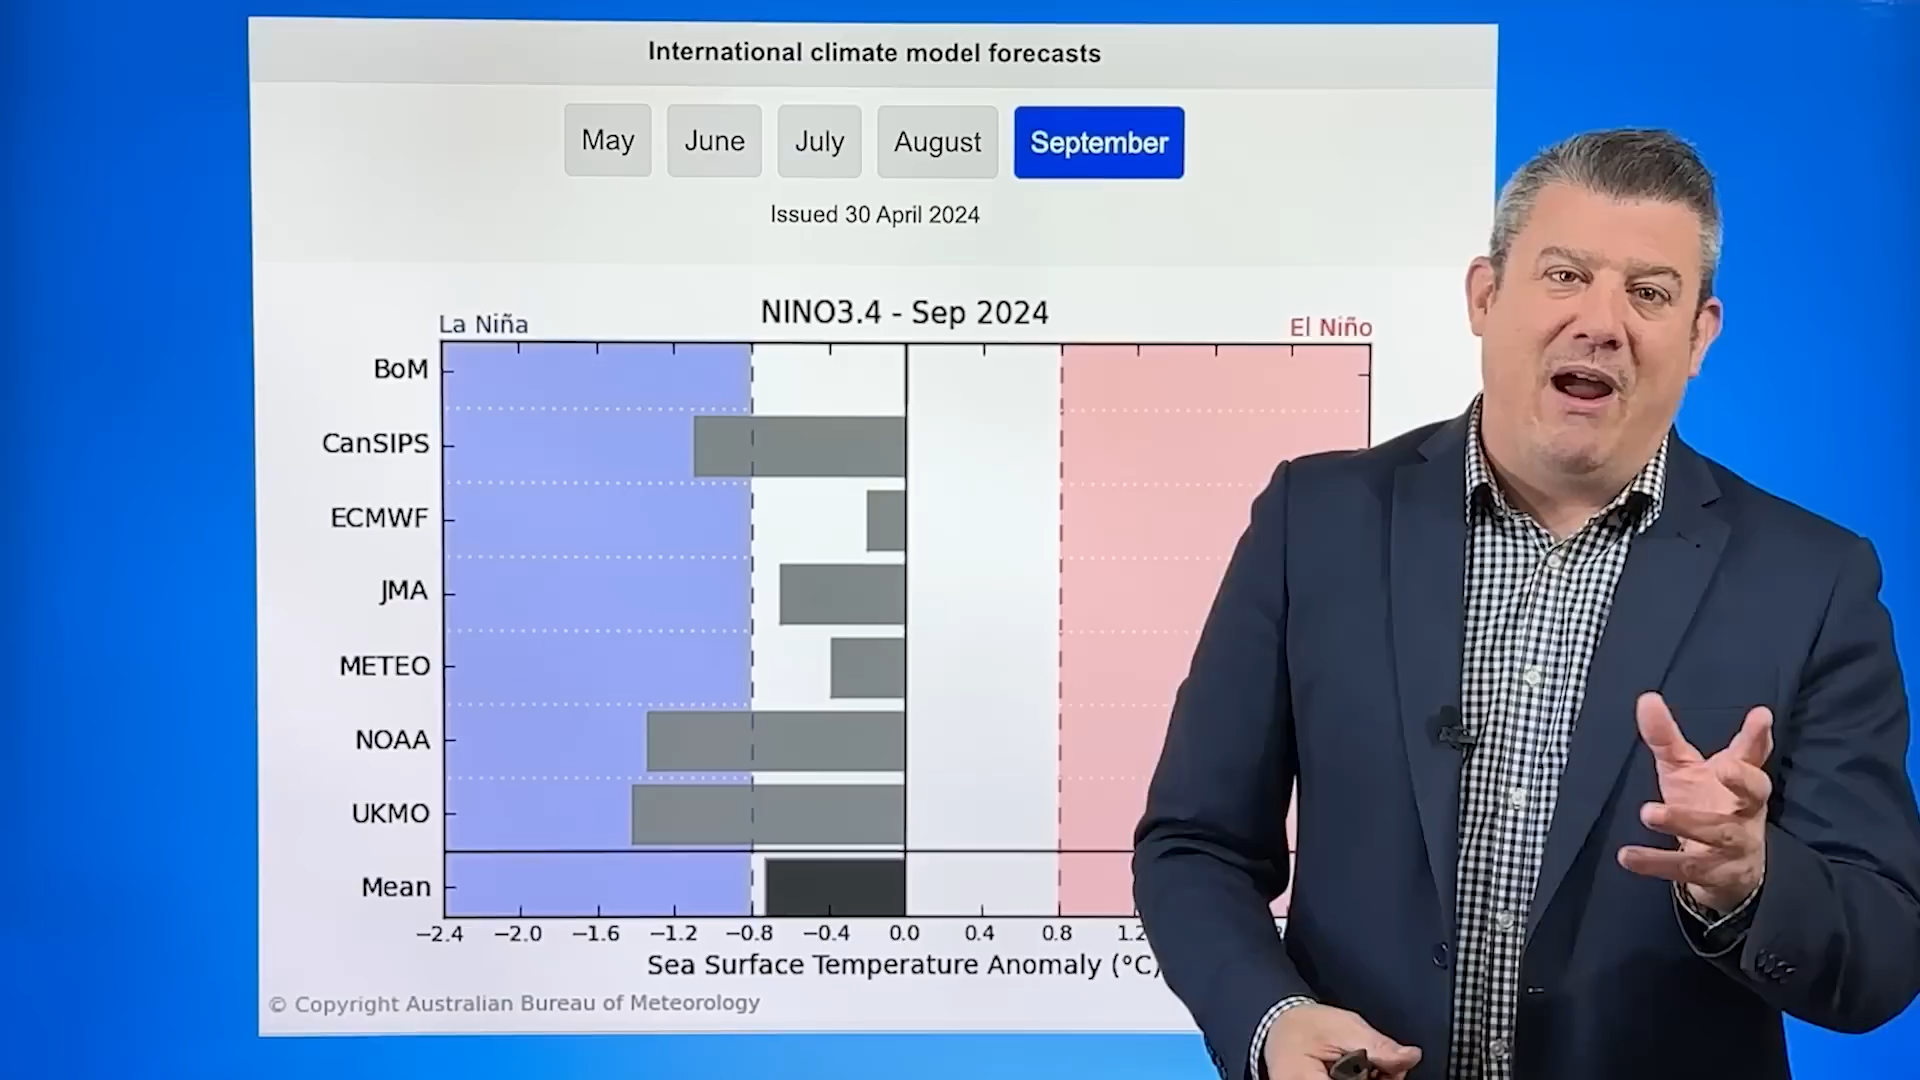 International climate model forecasts
May June July August September
Issued 30 April 2024
NINO3.4 - Sep 2024
La Niña El Niño
BoM
CanSIPS
ECMWF
JMA
METEO
NOAA
UKMO
Mean
−2.4 −2.0 −1.6 −1.2 −0.8 −0.4 0.0 0.4 0.8 1.2
Sea Surface Temperature Anomaly (°C)
© Copyright Australian Bureau of Meteorology